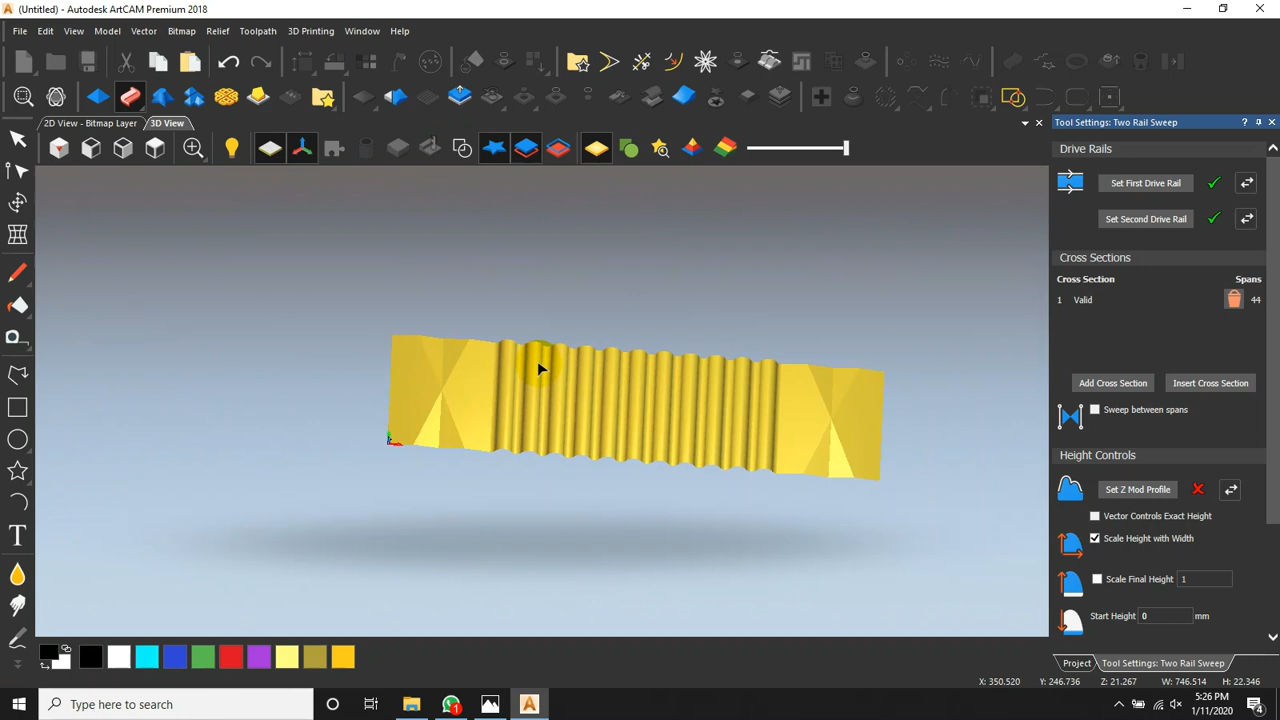 (Untitled) - Autodesk ArtCAM Premium 2018
File Edit View Model Vector Bitmap Relief Toolpath 3D Printing Window Help
2D View - Bitmap Layer 3D View
Tool Settings: Two Rail Sweep
Drive Rails
Set First Drive Rail
Set Second Drive Rail
Cross Sections
Cross Section Spans
1 Valid 44
Add Cross Section Insert Cross Section
Sweep between spans
Height Controls
Set Z Mod Profile
Vector Controls Exact Height
Scale Height with Width
Scale Final Height 1
Start Height 0 mm
Project Tool Settings: Two Rail Sweep
X: 350.520 Y: 246.736 Z: 21.267 W: 746.514 H: 22.346
Type here to search
1
5:26 PM
1/11/2020
4